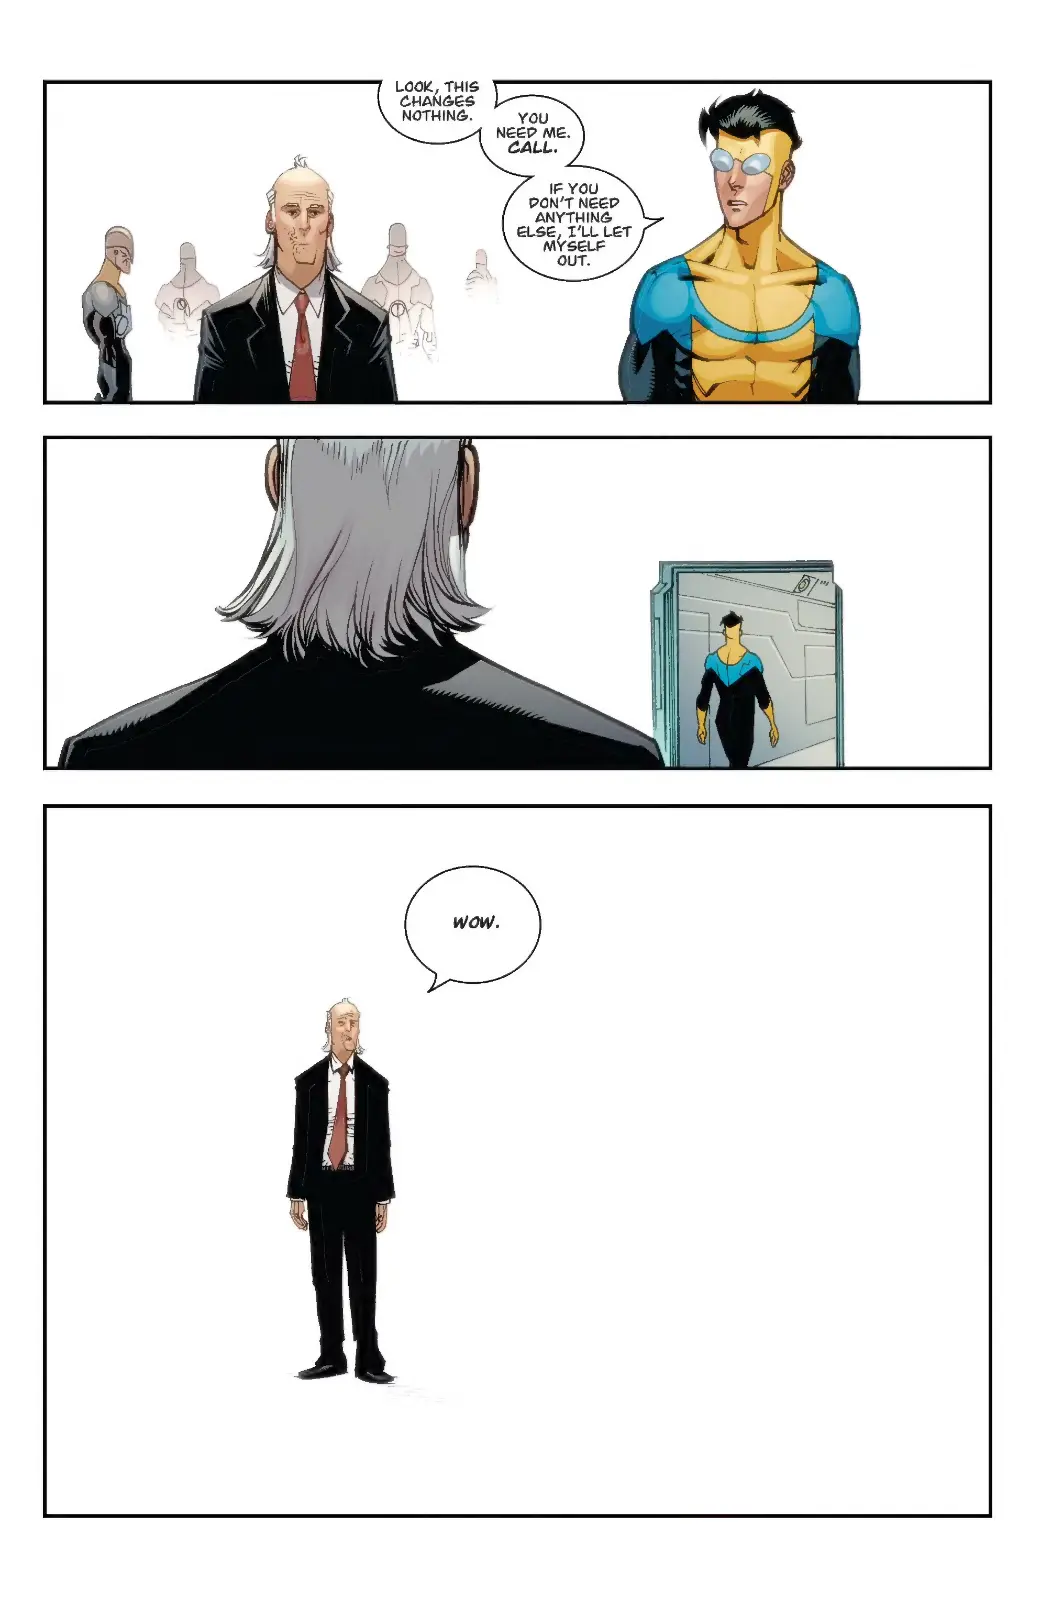 LOOK, THIS
CHANGES
NOTHING.
YOU
NEED ME.
CALL.
IF YOU
DON'T NEED
ANYTHING
ELSE, I'LL LET
MYSELF
OUT.
WOW.